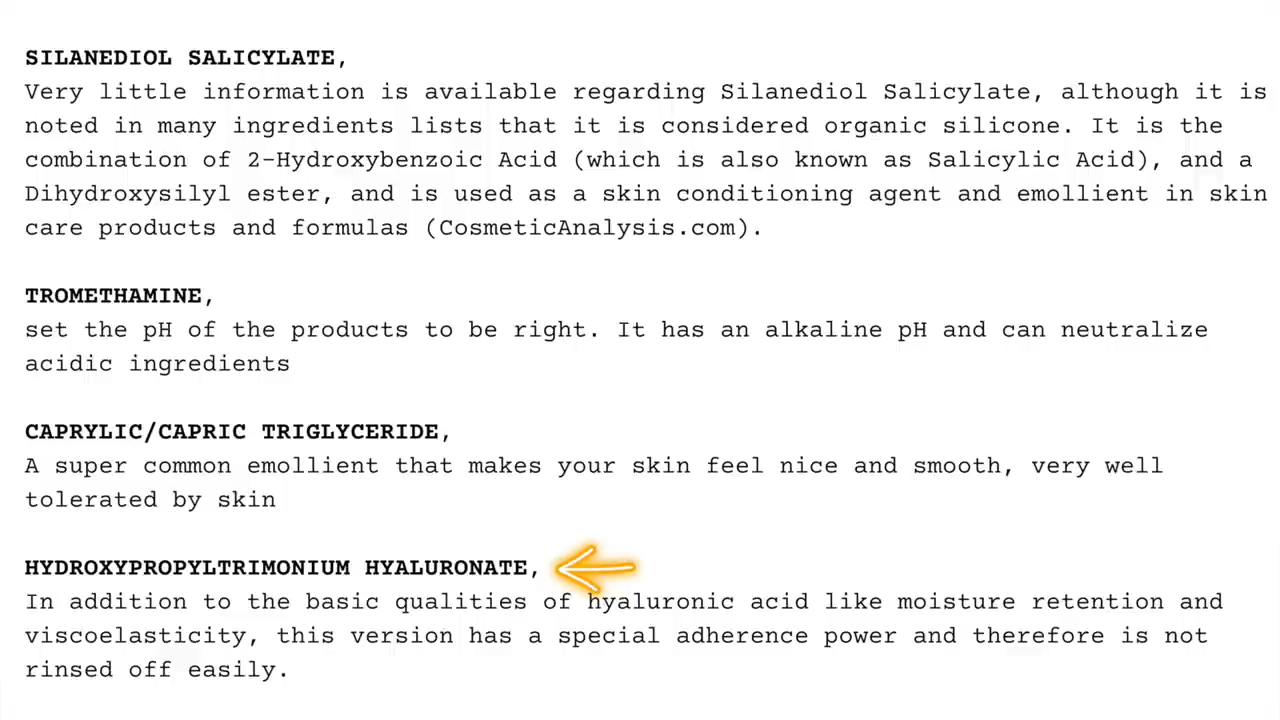 SILANEDIOL SALICYLATE,
Very little information is available regarding Silanediol Salicylate, although it is
noted in many ingredients lists that it is considered organic silicone. It is the
combination of 2-Hydroxybenzoic Acid (which is also known as Salicylic Acid), and a
Dihydroxysilyl ester, and is used as a skin conditioning agent and emollient in skin
care products and formulas (CosmeticAnalysis.com).
TROMETHAMINE,
set the pH of the products to be right. It has an alkaline pH and can neutralize
acidic ingredients
CAPRYLIC/CAPRIC TRIGLYCERIDE,
A super common emollient that makes your skin feel nice and smooth, very well
tolerated by skin
HYDROXYPROPYLTRIMONIUM HYALURONATE,
In addition to the basic qualities of hyaluronic acid like moisture retention and
viscoelasticity, this version has a special adherence power and therefore is not
rinsed off easily.